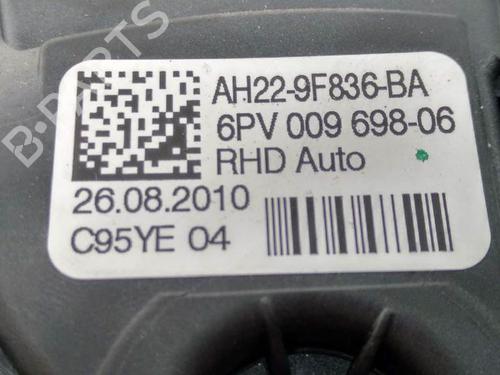 B-PARTS
AH22-9F836-BA
6PV 009 698-06
RHD Auto
26.08.2010
C95YE 04